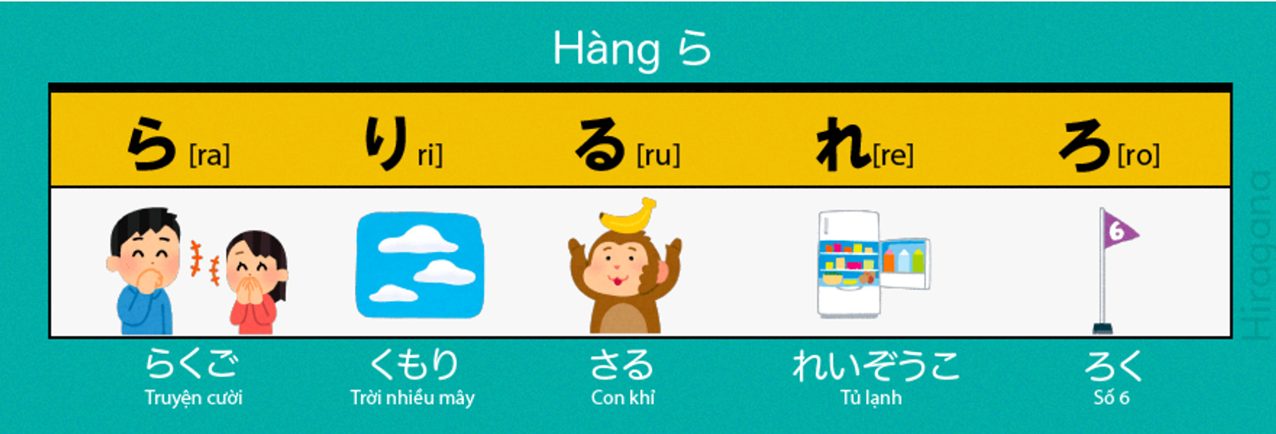 Hàng ら
ら [ra] り ri] る [ru] れ[re] ろ[ro]
6
らくご くもり さる れいぞうこ ろく
Truyện cười Trời nhiều mây Con khỉ Tủ lạnh Số 6
Hiragana